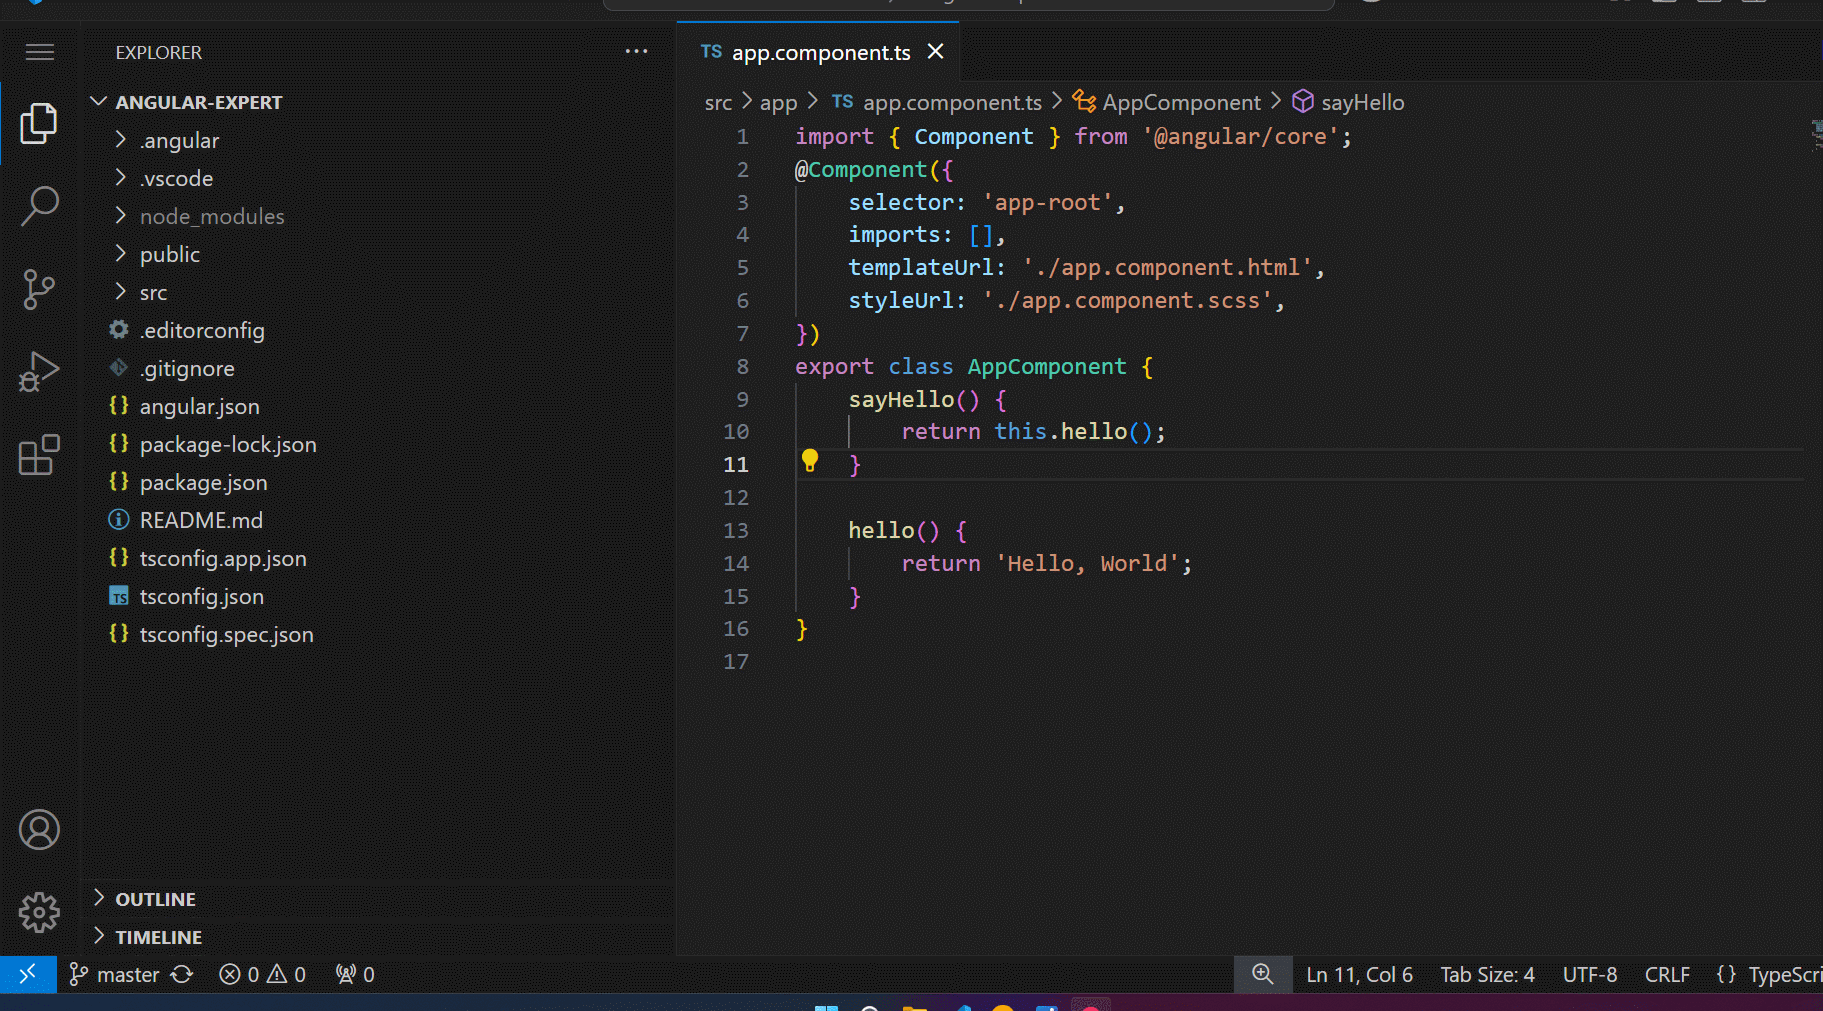 EXPLORER
ANGULAR-EXPERT
.angular
.vscode
node_modules
public
src
.editorconfig
.gitignore
{} angular.json
{} package-lock.json
{} package.json
README.md
{} tsconfig.app.json
TS tsconfig.json
{} tsconfig.spec.json
OUTLINE
TIMELINE
TS app.component.ts
src > app > TS app.component.ts > AppComponent > sayHello
1 import { Component } from '@angular/core';
2 @Component({
3     selector: 'app-root',
4     imports: [],
5     templateUrl: './app.component.html',
6     styleUrl: './app.component.scss',
7 })
8 export class AppComponent {
9     sayHello() {
10         return this.hello();
11     }
12
13     hello() {
14         return 'Hello, World';
15     }
16 }
17
master 0 0 0 Ln 11, Col 6 Tab Size: 4 UTF-8 CRLF {} TypeScri